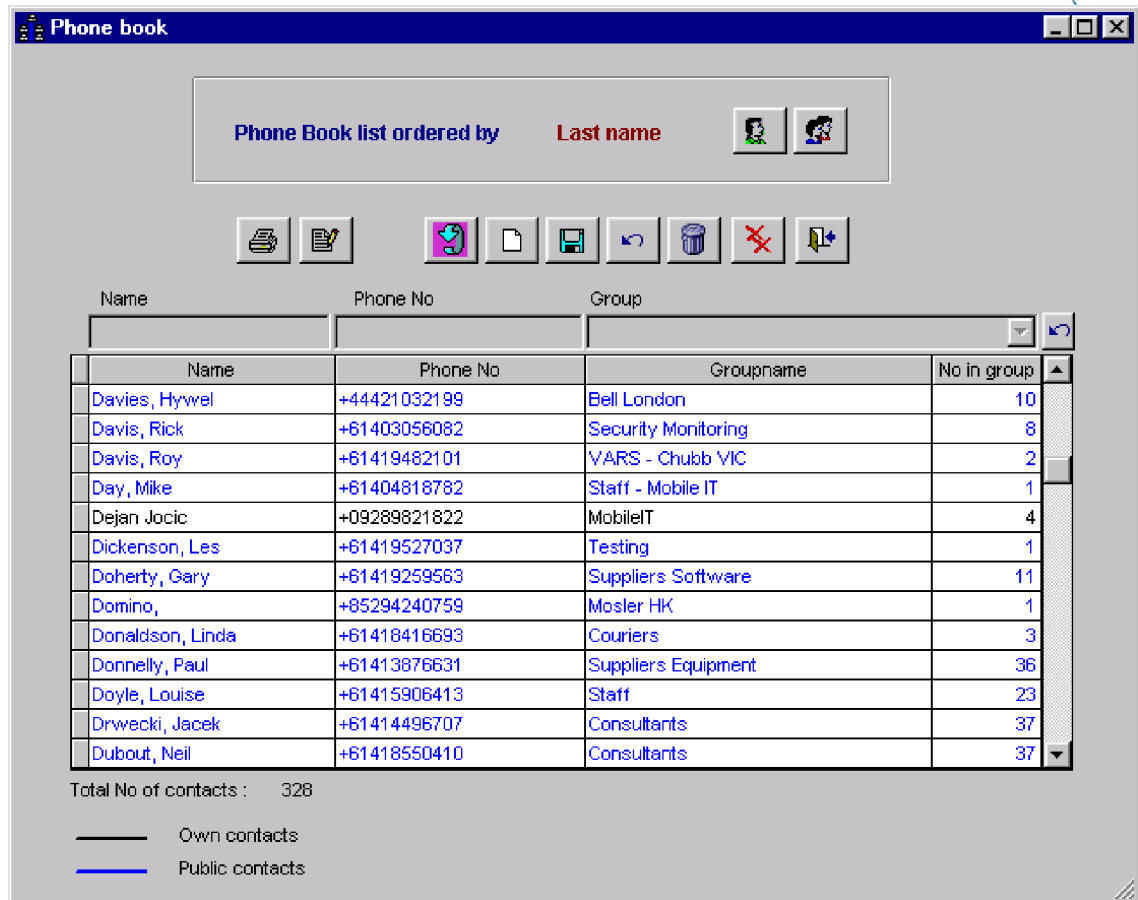 Phone book
Phone Book list ordered by Last name
Name Phone No Group
Name Phone No Groupname No in group
Davies, Hywel +44421032199 Bell London 10
Davis, Rick +61403056082 Security Monitoring 8
Davis, Roy +61419482101 VARS - Chubb VIC 2
Day, Mike +61404818782 Staff - Mobile IT 1
Dejan Jocic +09289821822 MobileIT 4
Dickenson, Les +61419527037 Testing 1
Doherty, Gary +61419259563 Suppliers Software 11
Domino, +85294240759 Mosler HK 1
Donaldson, Linda +61418416693 Couriers 3
Donnelly, Paul +61413876631 Suppliers Equipment 36
Doyle, Louise +61415906413 Staff 23
Drwecki, Jacek +61414496707 Consultants 37
Dubout, Neil +61418550410 Consultants 37
Total No of contacts : 328
Own contacts
Public contacts